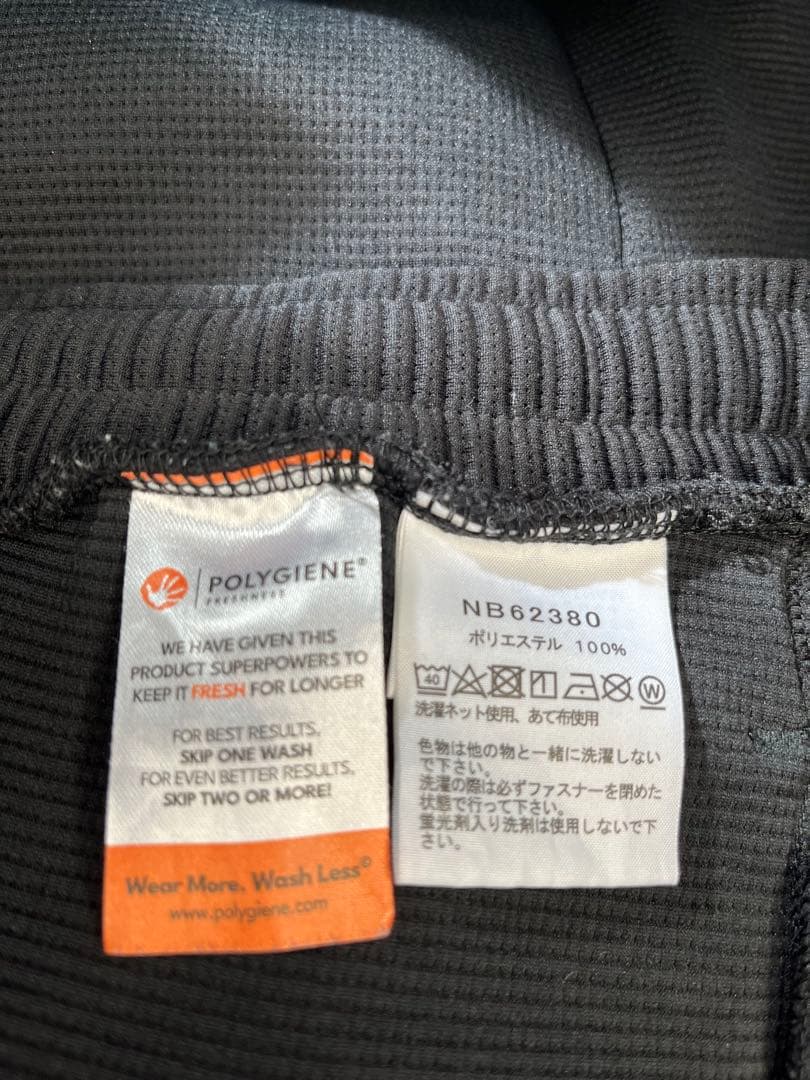 POLYGIENE®
FRESHNESS
WE HAVE GIVEN THIS
PRODUCT SUPERPOWERS TO
KEEP IT FRESH FOR LONGER
FOR BEST RESULTS,
SKIP ONE WASH
FOR EVEN BETTER RESULTS,
SKIP TWO OR MORE!
Wear More. Wash Less®
www.polygiene.com
NB62380
ポリエステル 100%
40 W
洗濯ネット使用、あて布使用
色物は他の物と一緒に洗濯しない
で下さい。
洗濯の際は必ずファスナーを閉めた
状態で行って下さい。
蛍光剤入り洗剤は使用しないで下
さい。